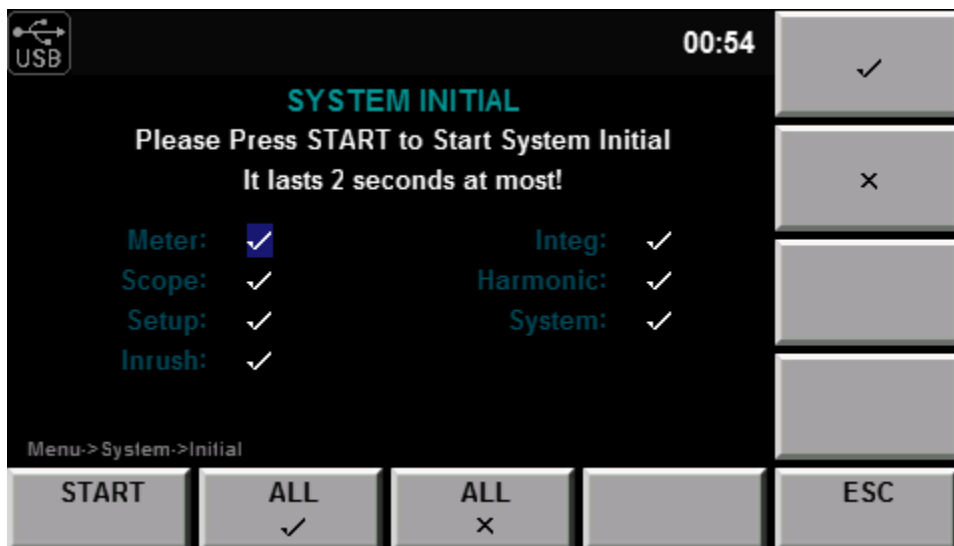 USB
00:54
✓
SYSTEM INITIAL
Please Press START to Start System Initial
It lasts 2 seconds at most!
×
Meter: ✓ Integ: ✓
Scope: ✓ Harmonic: ✓
Setup: ✓ System: ✓
Inrush: ✓
Menu->System->Initial
START
ALL ✓
ALL ×
ESC